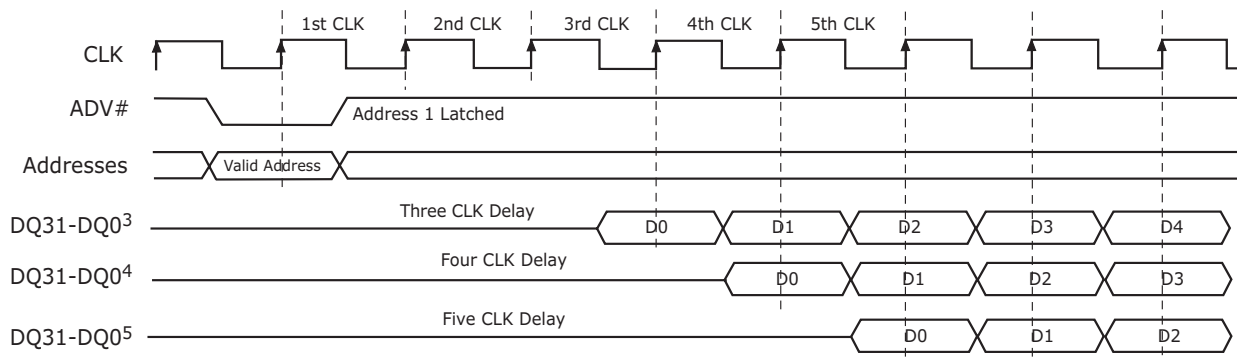 1st CLK 2nd CLK 3rd CLK 4th CLK 5th CLK
CLK
ADV# Address 1 Latched
Addresses Valid Address
Three CLK Delay
DQ31-DQ0³ D0 D1 D2 D3 D4
Four CLK Delay
DQ31-DQ0⁴ D0 D1 D2 D3
Five CLK Delay
DQ31-DQ0⁵ D0 D1 D2